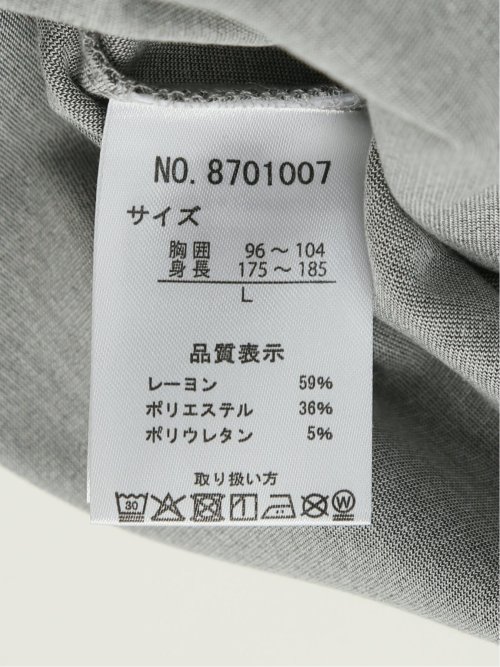 NO. 8701007
サイズ
胸囲 96～104
身長 175～185
L
品質表示
レーヨン 59%
ポリエステル 36%
ポリウレタン 5%
取り扱い方
30 W